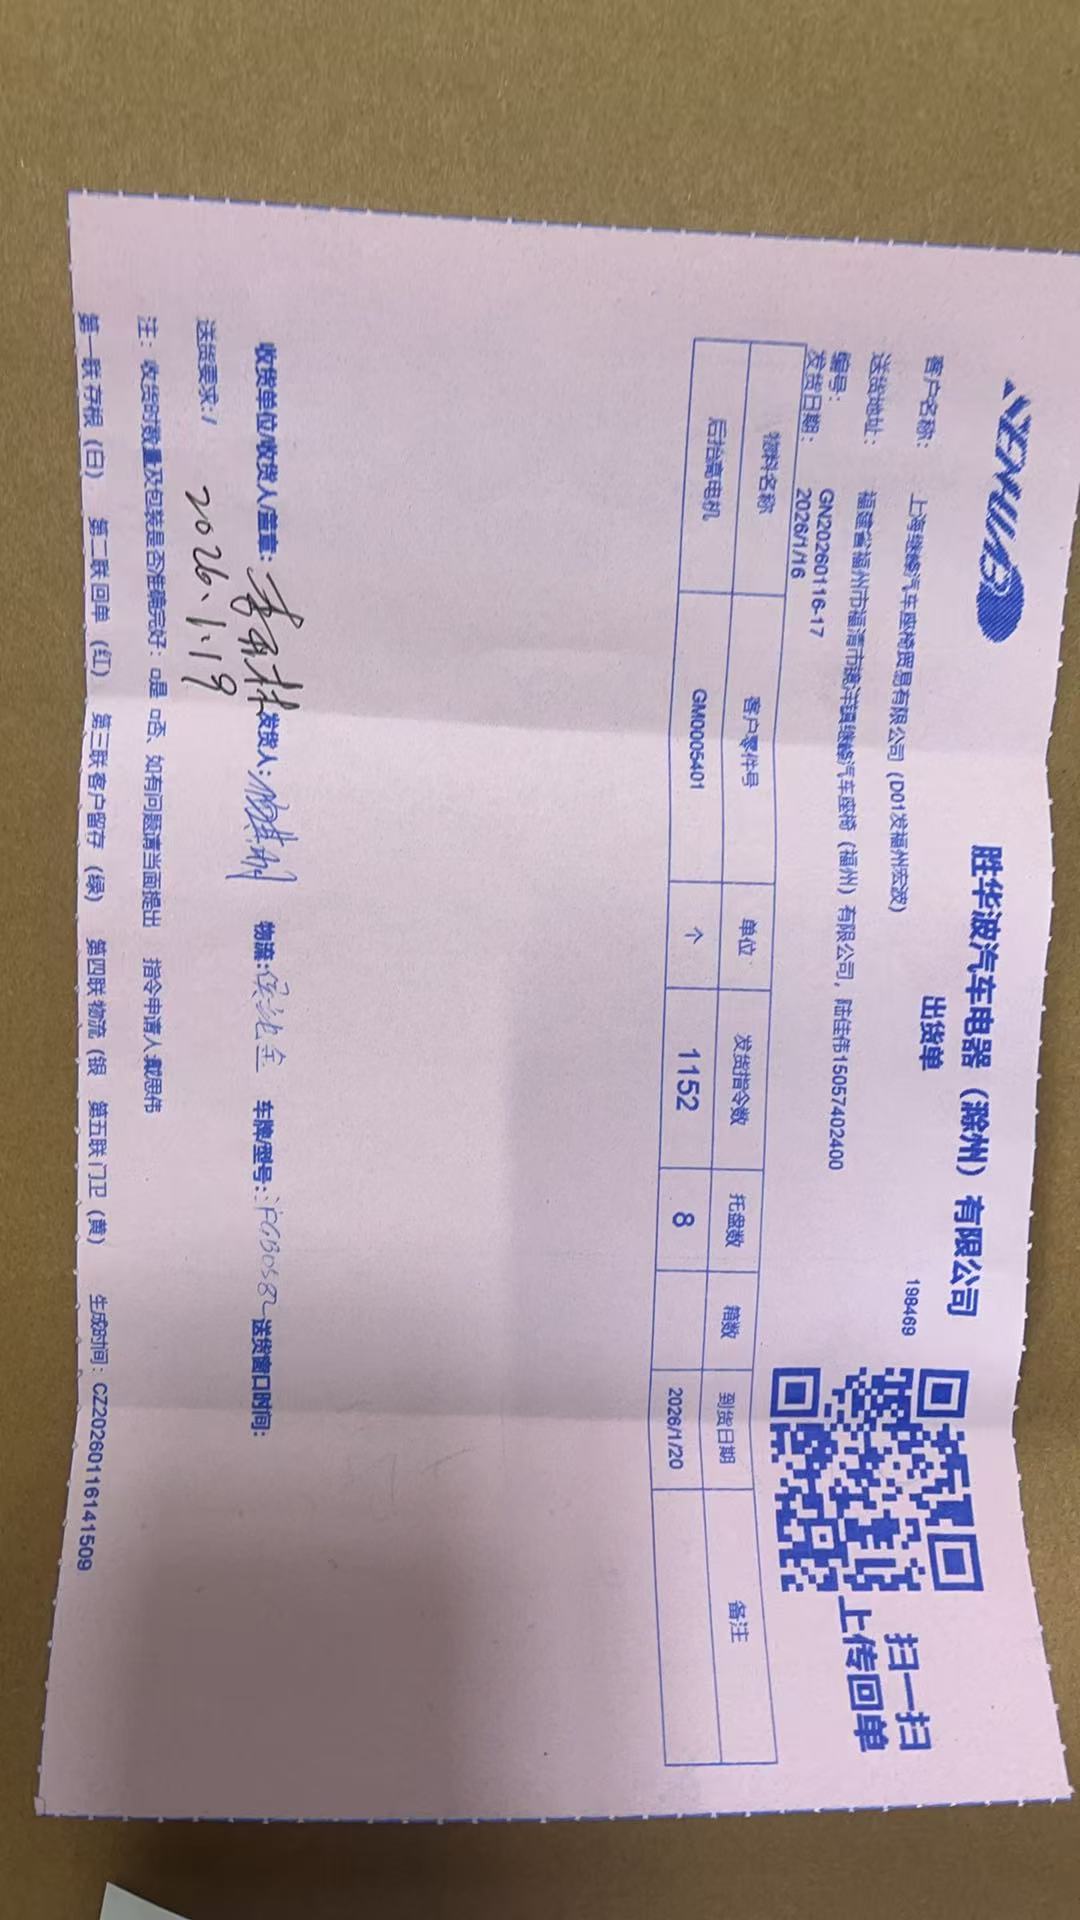 SHENGHUABO
胜华波汽车电器（滁州）有限公司
出货单
198469
扫一扫
上传回单
客户名称： 上海继峰汽车座椅贸易有限公司（D01发福州宏波）
送货地址： 福建省福州市福清市镜洋镇继峰汽车座椅（福州）有限公司，陆佳伟15057402400
编号： GN20260116-17
发货日期： 2026/1/16
物料名称 客户零件号 单位 发货指令数 托盘数 箱数 到货日期 备注
后抬高电机 GM0005401 个 1152 8 2026/1/20
收货单位/收货人/盖章： 发货人： 物流： 车牌/型号： 送货窗口时间：
2026.1.19
送货要求：/
注：收货时数量及包装是否准确完好：□是 □否、如有问题请当面提出 指令申请人:戴思伟
第一联 存根（白） 第二联 回单（红） 第三联 客户留存（绿） 第四联 物流（银 第五联 门卫（黄） 生成时间：CZ20260116141509